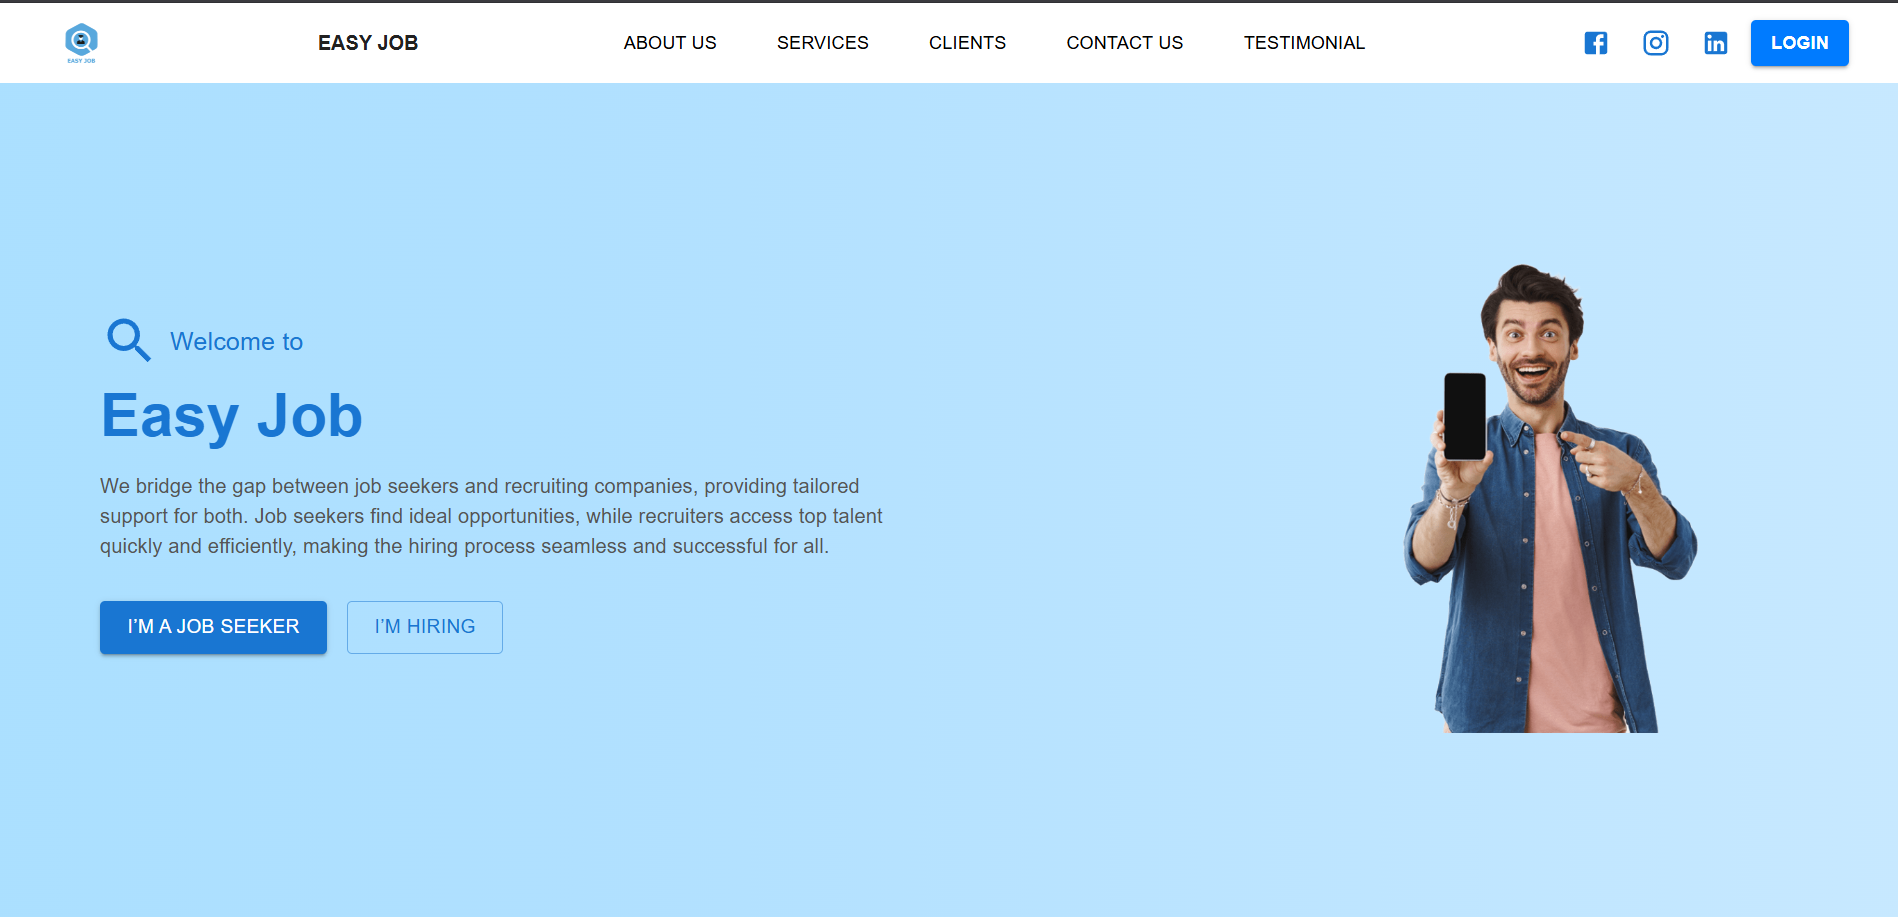 EASY JOB
EASY JOB
ABOUT US
SERVICES
CLIENTS
CONTACT US
TESTIMONIAL
LOGIN
Welcome to
Easy Job
We bridge the gap between job seekers and recruiting companies, providing tailored
support for both. Job seekers find ideal opportunities, while recruiters access top talent
quickly and efficiently, making the hiring process seamless and successful for all.
I’M A JOB SEEKER
I’M HIRING